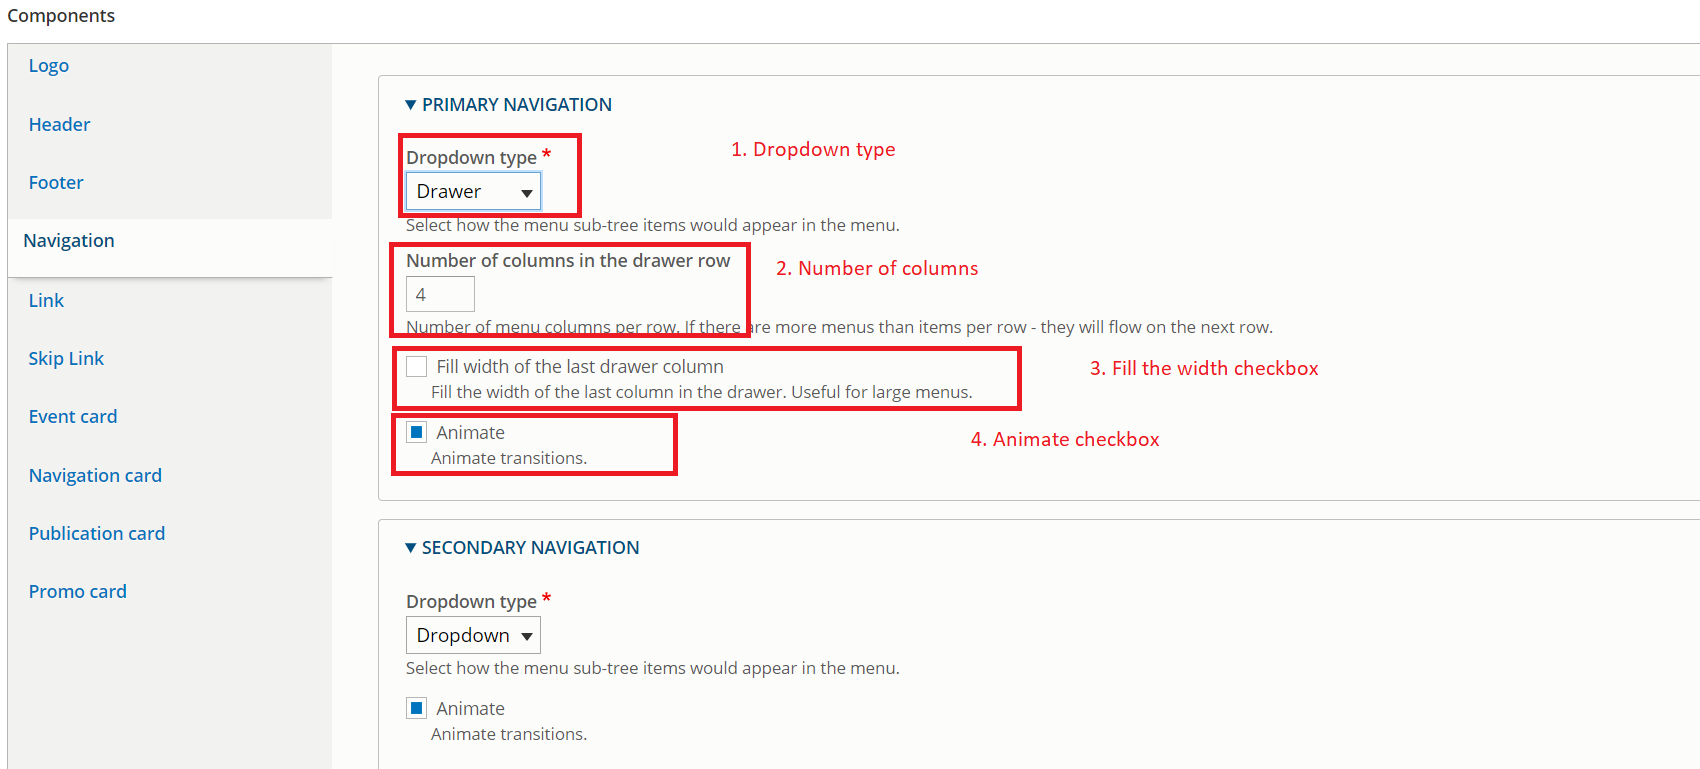 Components
Logo
Header
Footer
Navigation
Link
Skip Link
Event card
Navigation card
Publication card
Promo card
PRIMARY NAVIGATION
Dropdown type *
1. Dropdown type
Drawer
Select how the menu sub-tree items would appear in the menu.
Number of columns in the drawer row
2. Number of columns
4
Number of menu columns per row. If there are more menus than items per row - they will flow on the next row.
Fill width of the last drawer column
3. Fill the width checkbox
Fill the width of the last column in the drawer. Useful for large menus.
Animate
4. Animate checkbox
Animate transitions.
SECONDARY NAVIGATION
Dropdown type *
Dropdown
Select how the menu sub-tree items would appear in the menu.
Animate
Animate transitions.